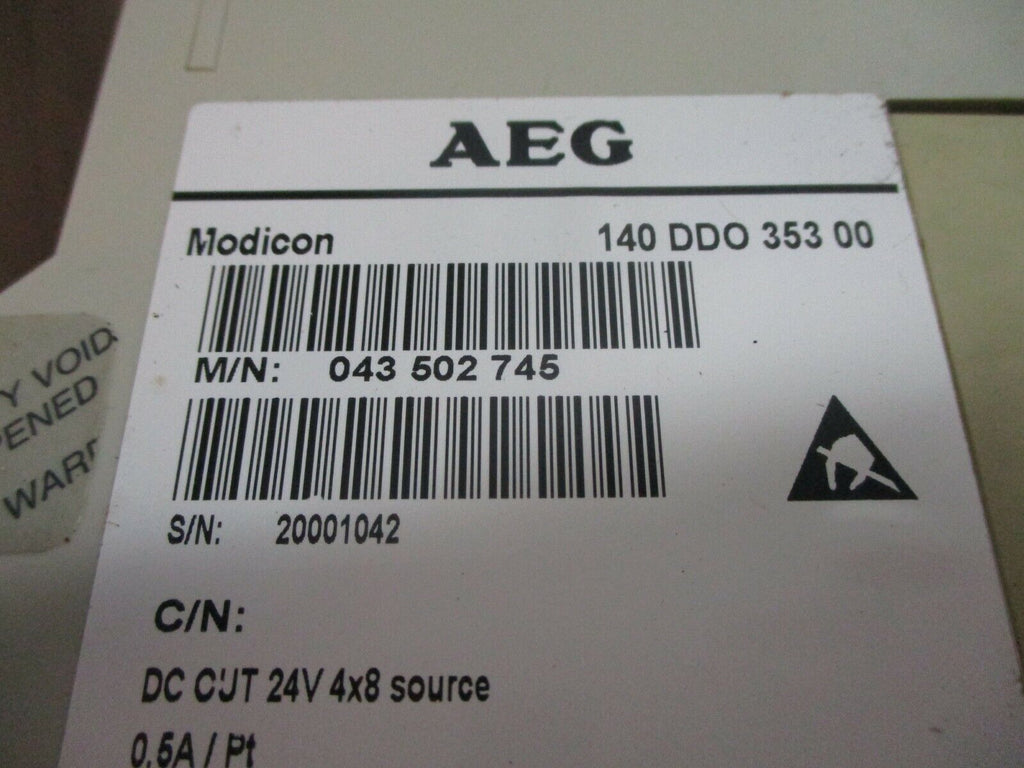 AEG
Modicon 140 DDO 353 00
M/N: 043 502 745
S/N: 20001042
C/N:
DC OUT 24V 4x8 source
0.5A / Pt
Y VOID
PENED
WARR